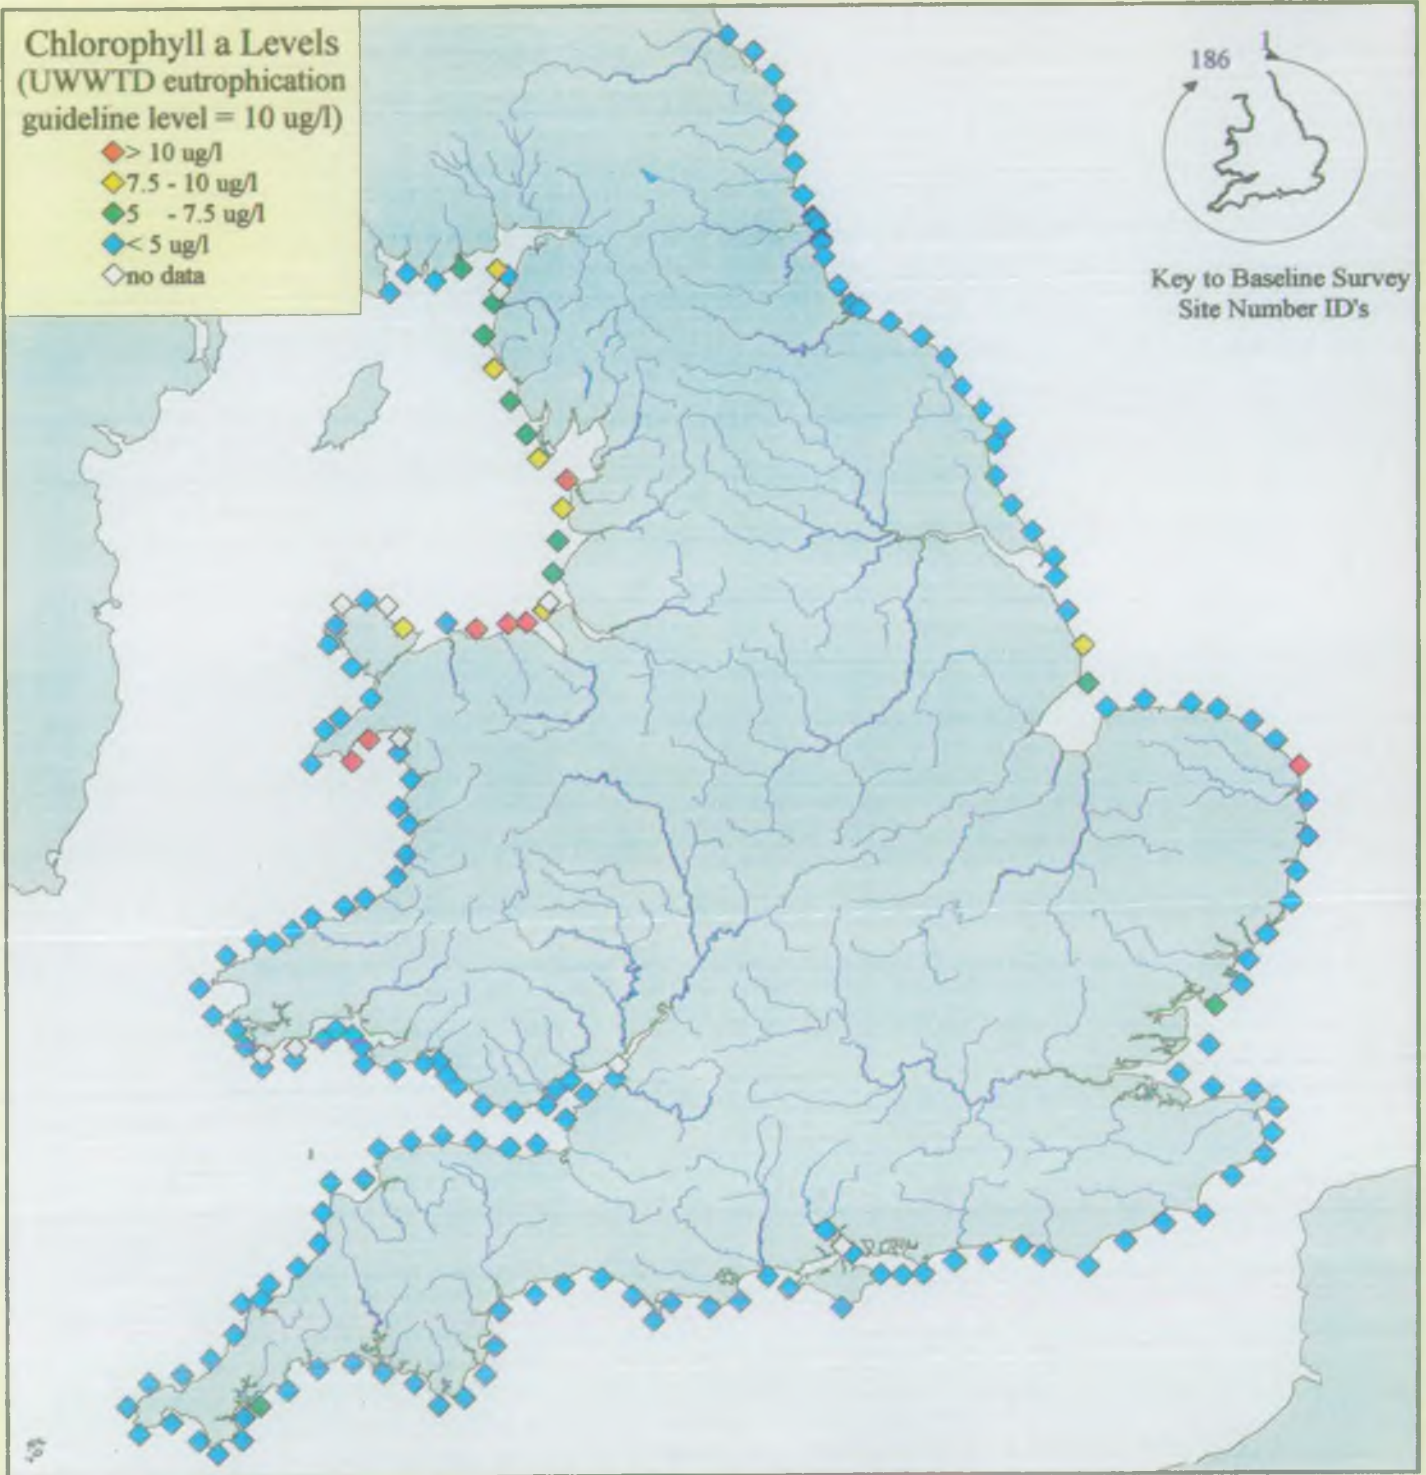 Chlorophyll a Levels
(UWWTD eutrophication
guideline level = 10 ug/l)
> 10 ug/l
7.5 - 10 ug/l
5 - 7.5 ug/l
< 5 ug/l
no data
1
186
Key to Baseline Survey
Site Number ID's